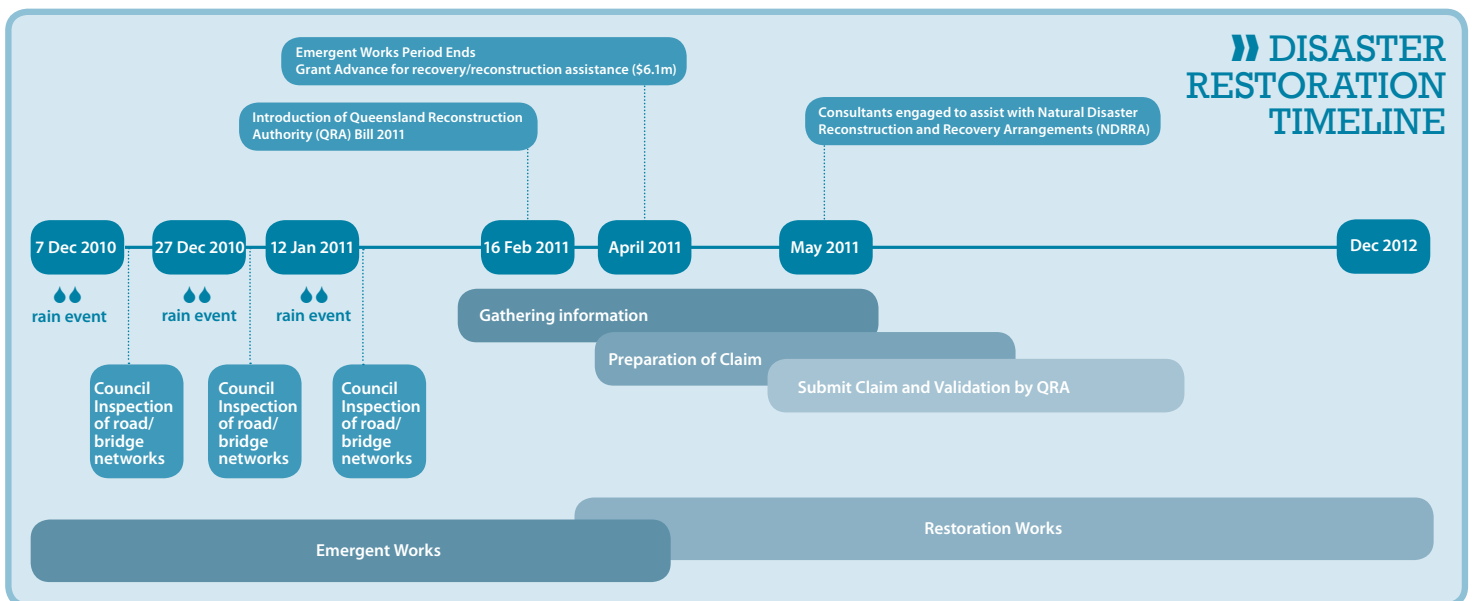 DISASTER
RESTORATION
TIMELINE
Emergent Works Period Ends
Grant Advance for recovery/reconstruction assistance ($6.1m)
Introduction of Queensland Reconstruction
Authority (QRA) Bill 2011
Consultants engaged to assist with Natural Disaster
Reconstruction and Recovery Arrangements (NDRRA)
7 Dec 2010
27 Dec 2010
12 Jan 2011
16 Feb 2011
April 2011
May 2011
Dec 2012
rain event
rain event
rain event
Gathering information
Preparation of Claim
Submit Claim and Validation by QRA
Council
Inspection
of road/
bridge
networks
Council
Inspection
of road/
bridge
networks
Council
Inspection
of road/
bridge
networks
Restoration Works
Emergent Works